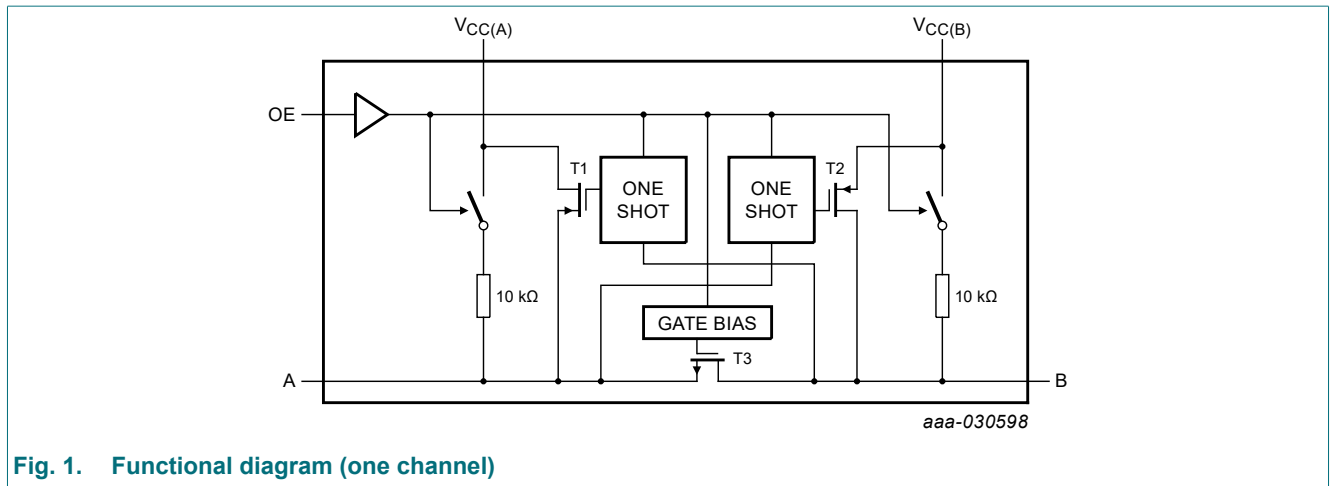 VCC(A)
VCC(B)
OE
T1
ONE
SHOT
ONE
SHOT
T2
10 kΩ
10 kΩ
GATE BIAS
T3
A
B
aaa-030598
Fig. 1. Functional diagram (one channel)